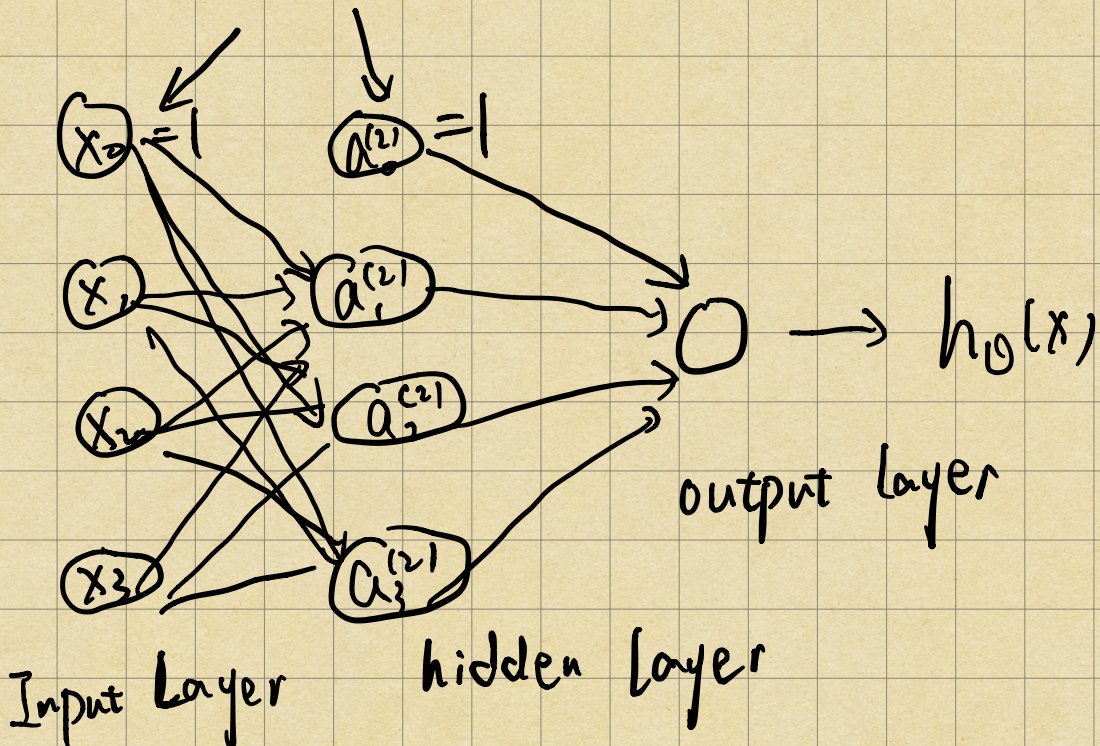 x₀ = 1
a₀⁽²⁾ = 1
x₁
a₁⁽²⁾
hθ(x)
x₂
a₂⁽²⁾
output layer
x₃
a₃⁽²⁾
hidden layer
Input Layer